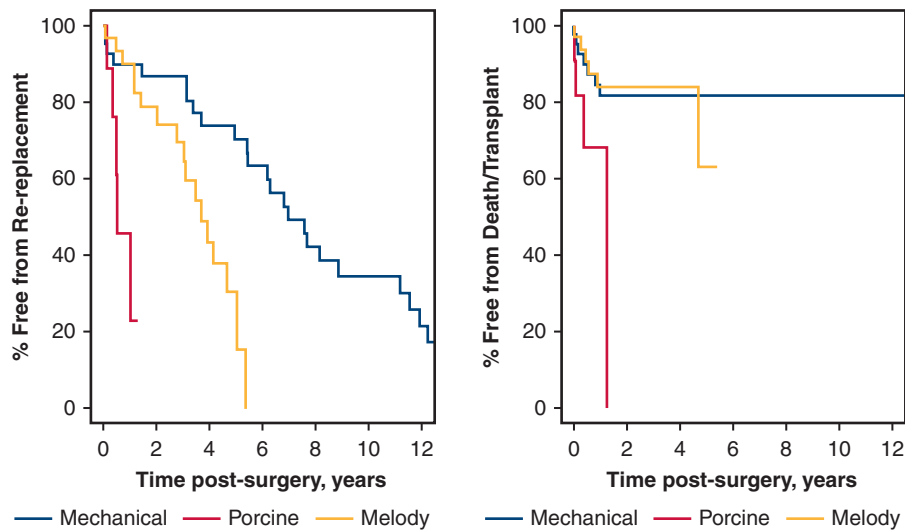 % Free from Re-replacement
100
80
60
40
20
0
0 2 4 6 8 10 12
Time post-surgery, years
Mechanical Porcine Melody
% Free from Death/Transplant
100
80
60
40
20
0
0 2 4 6 8 10 12
Time post-surgery, years
Mechanical Porcine Melody